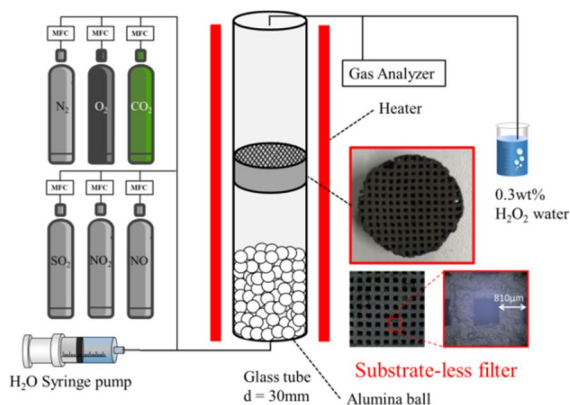 MFC MFC MFC
N2 O2 CO2
MFC MFC MFC
SO2 NO2 NO
H2O Syringe pump
Gas Analyzer
Heater
0.3wt%
H2O2 water
810μm
Substrate-less filter
Glass tube
d = 30mm
Alumina ball